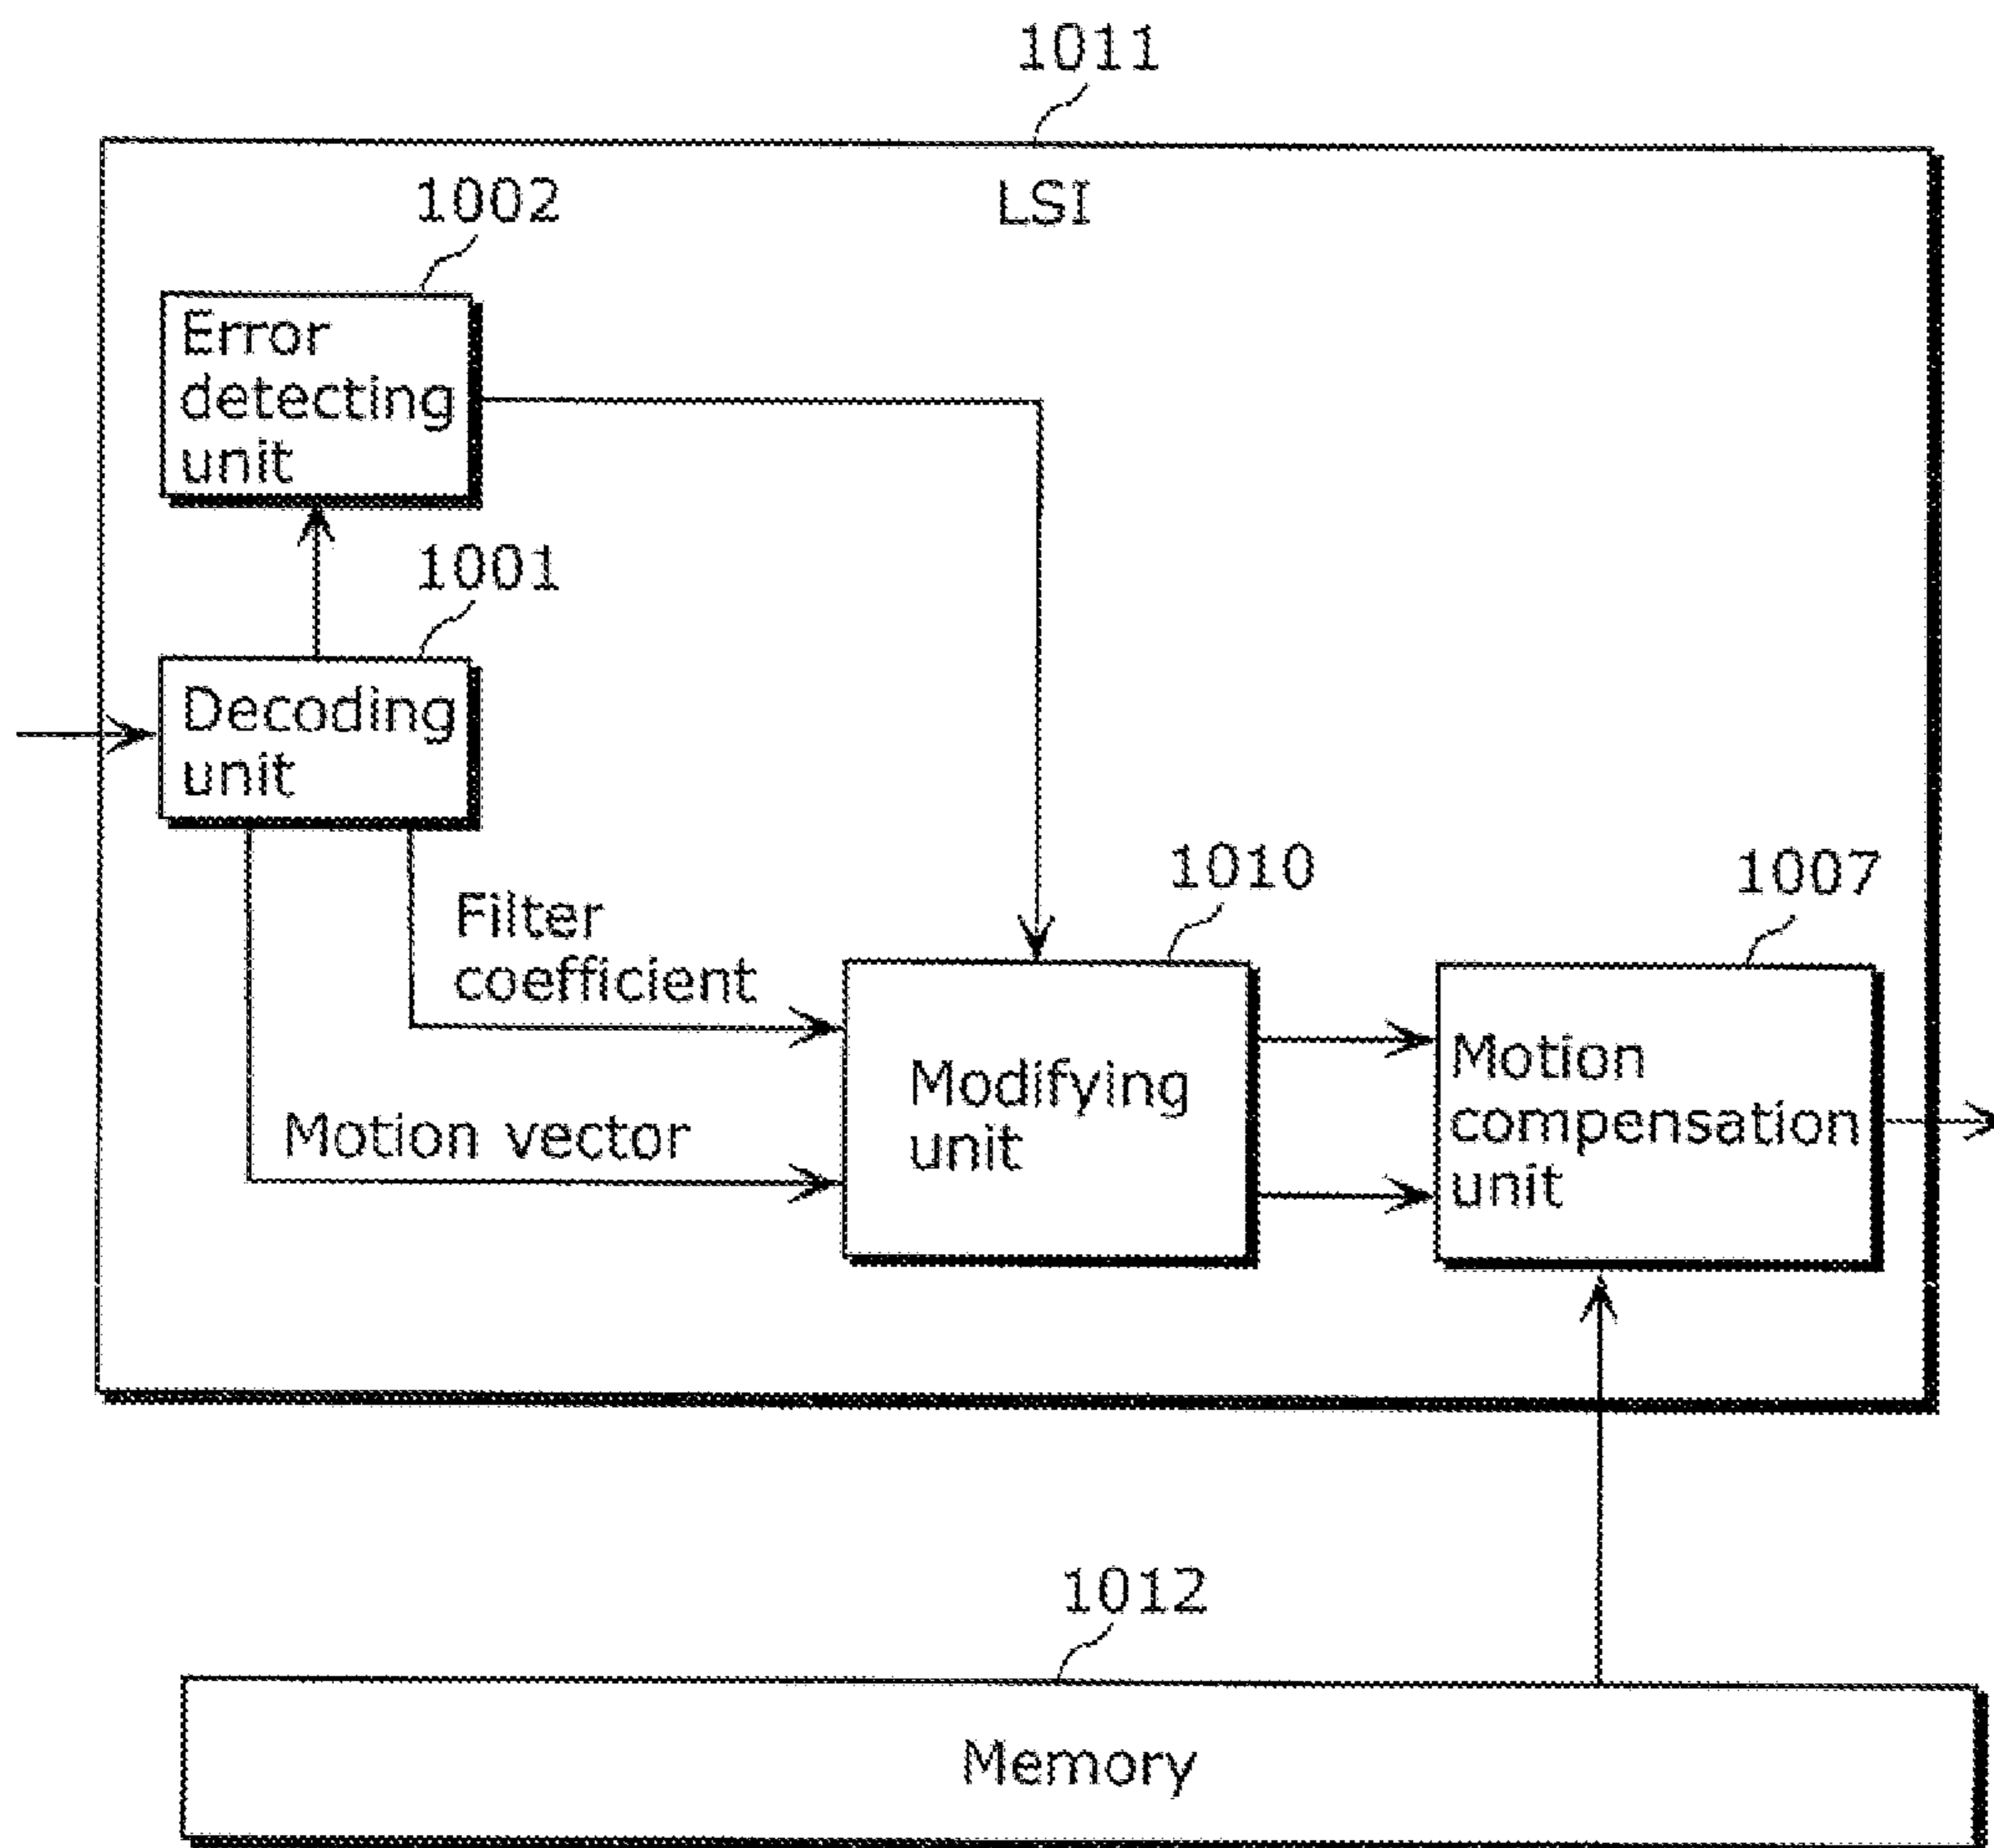 1011
LSI
1002
Error
detecting
unit
1001
Decoding
unit
Filter
coefficient
Motion vector
1010
Modifying
unit
1007
Motion
compensation
unit
1012
Memory